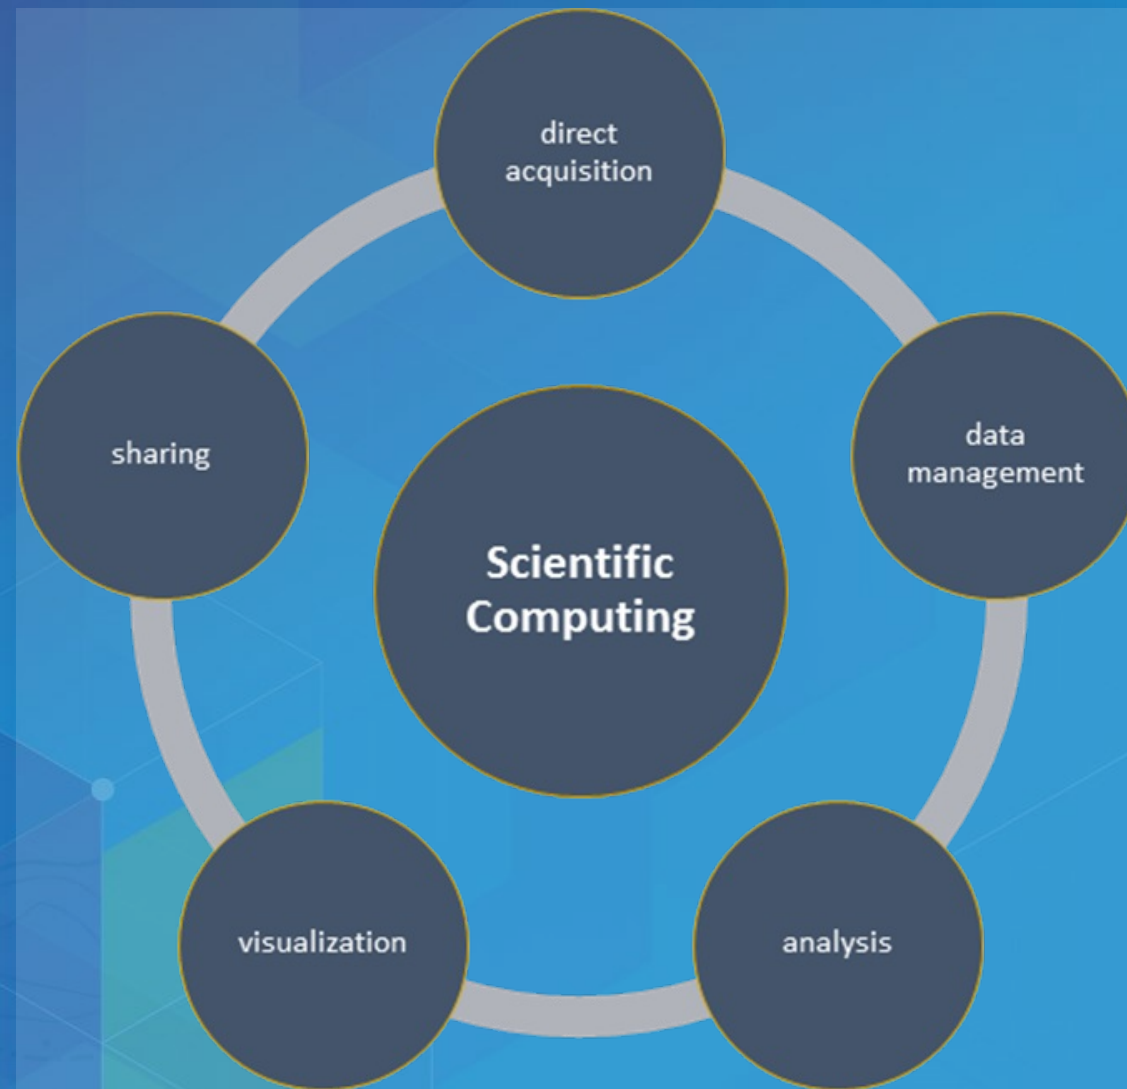 direct
acquisition
data
management
analysis
visualization
sharing
Scientific
Computing